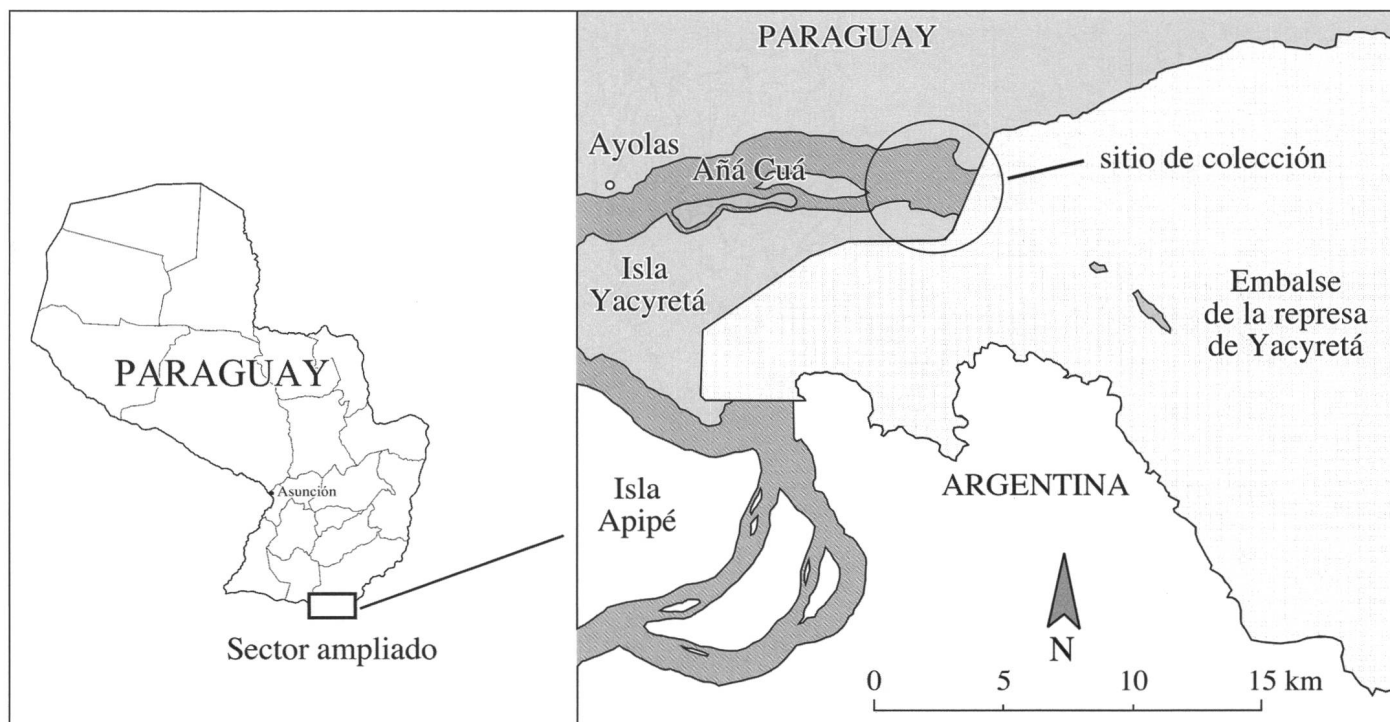 PARAGUAY
Asunción
Sector ampliado
PARAGUAY
Ayolas
Añá Cuá
sitio de colección
Isla
Yacyretá
Embalse
de la represa
de Yacyretá
Isla
Apipé
ARGENTINA
N
0 5 10 15 km